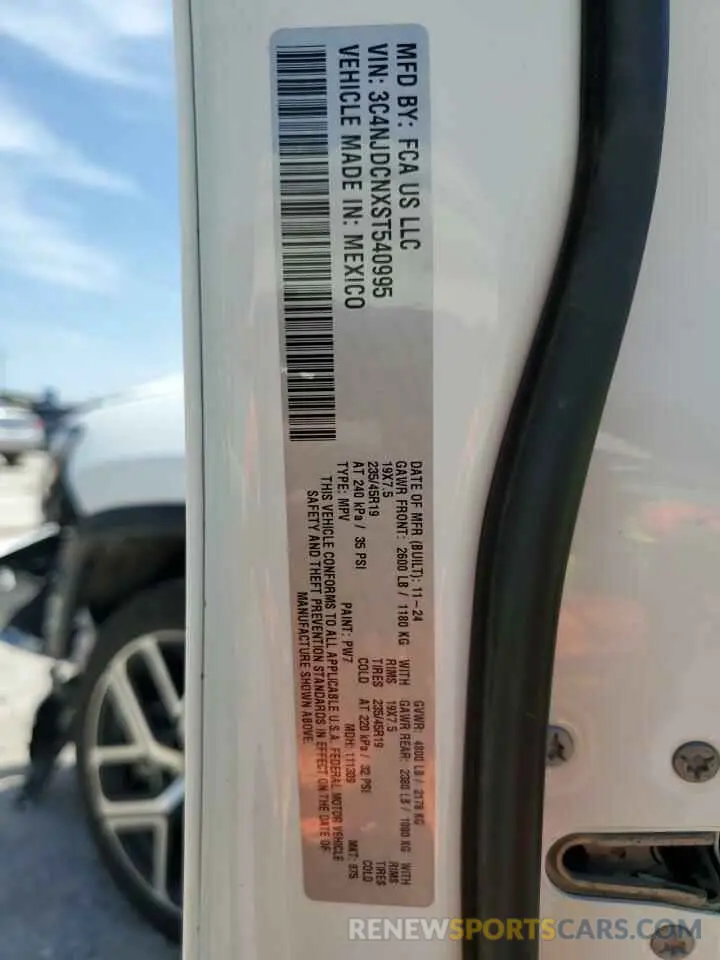 MFD BY: FCA US LLC
VIN: 3C4NJDCNXST540995
VEHICLE MADE IN: MEXICO
DATE OF MFR (BUILT): 11-24 GVWR: 4800 LB / 2178 KG
GAWR FRONT: 2600 LB / 1180 KG WITH GAWR REAR: 2380 LB / 1080 KG WITH
19X7.5 RIMS 19X7.5 RIMS
235/45R19 TIRES 235/45R19 TIRES
AT 240 kPa / 35 PSI COLD AT 220 kPa / 32 PSI COLD
TYPE: MPV PAINT: PW7 MDH: 111309 MKT: 87S
THIS VEHICLE CONFORMS TO ALL APPLICABLE U.S.A. FEDERAL MOTOR VEHICLE
SAFETY AND THEFT PREVENTION STANDARDS IN EFFECT ON THE DATE OF
MANUFACTURE SHOWN ABOVE.
RENEWSPORTSCARS.COM